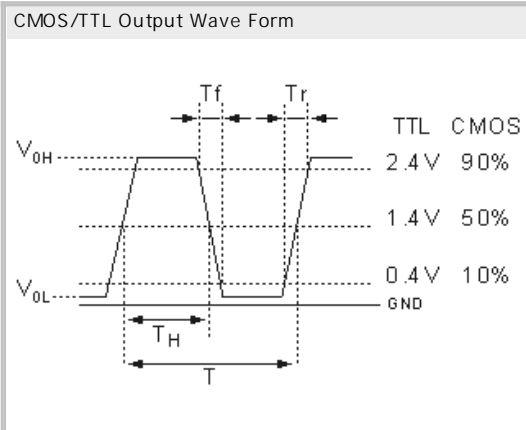 CMOS/TTL Output Wave Form
Tf Tr
TTL CMOS
V0H
2.4V 90%
1.4V 50%
0.4V 10%
V0L
GND
TH
T